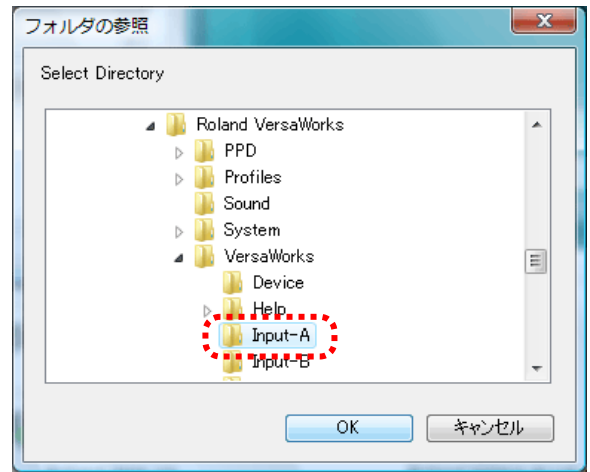 フォルダの参照
Select Directory
Roland VersaWorks
PPD
Profiles
Sound
System
VersaWorks
Device
Help
Input-A
Input-B
OK
キャンセル